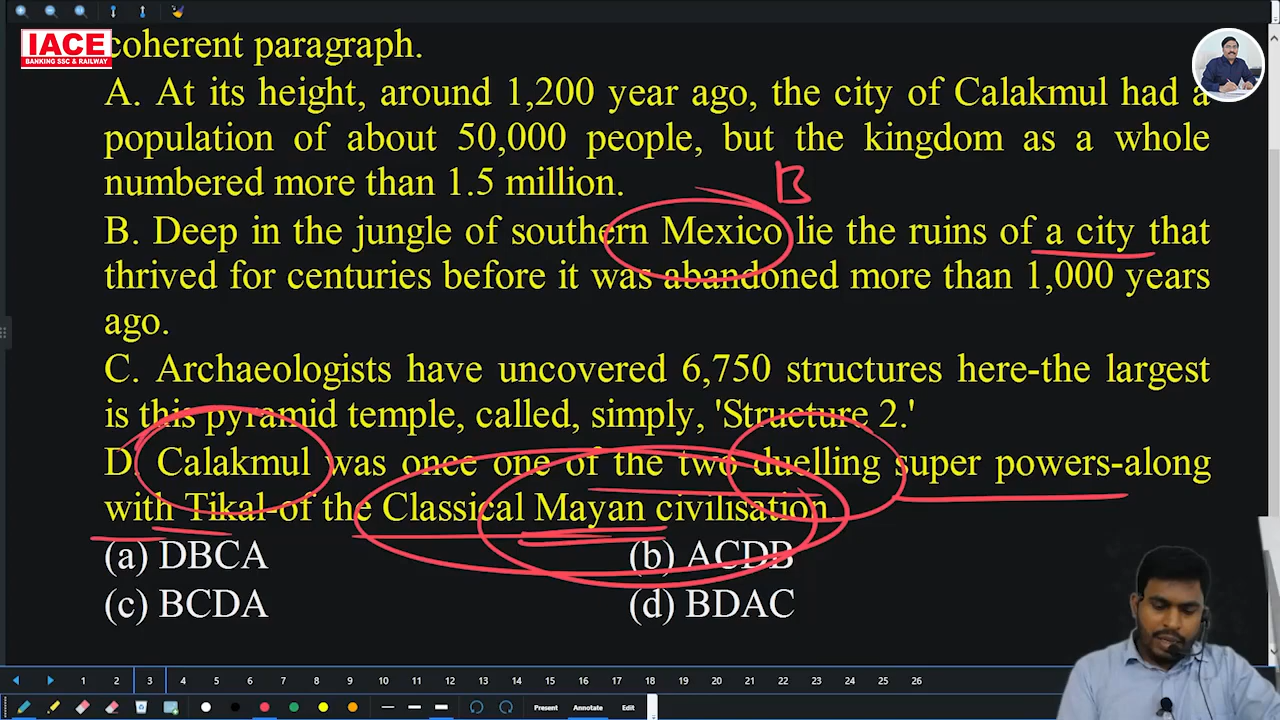 IACE
BANKING SSC & RAILWAY
coherent paragraph.
A. At its height, around 1,200 year ago, the city of Calakmul had a
population of about 50,000 people, but the kingdom as a whole
numbered more than 1.5 million.
B
B. Deep in the jungle of southern Mexico lie the ruins of a city that
thrived for centuries before it was abandoned more than 1,000 years
ago.
C. Archaeologists have uncovered 6,750 structures here-the largest
is this pyramid temple, called, simply, 'Structure 2.'
D. Calakmul was once one of the two duelling super powers-along
with Tikal-of the Classical Mayan civilisation
(a) DBCA (b) ACDB
(c) BCDA (d) BDAC
1 2 3 4 5 6 7 8 9 10 11 12 13 14 15 16 17 18 19 20 21 22 23 24 25 26
Present Annotate Edit